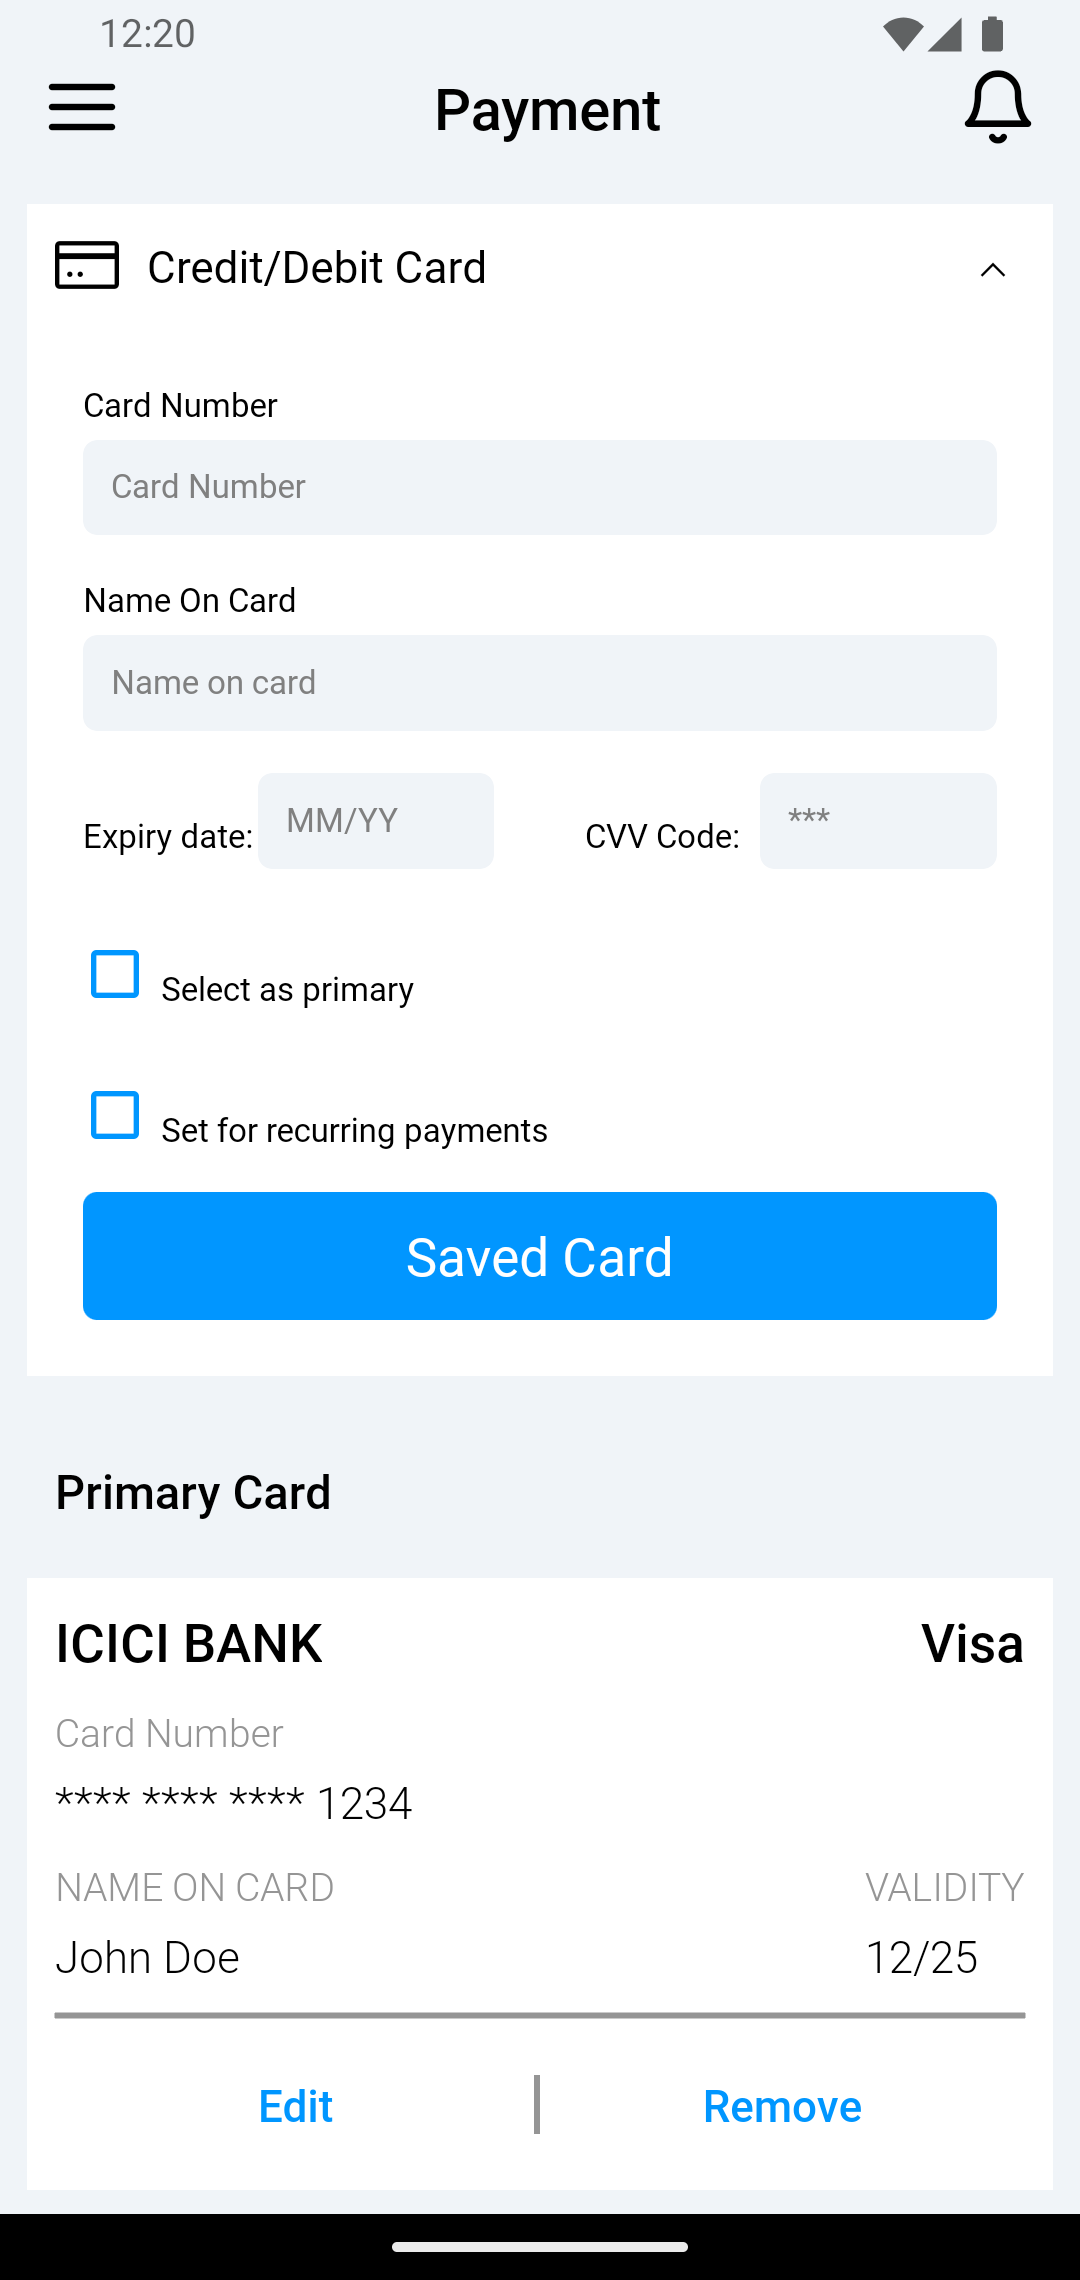 12:20
Payment
Credit/Debit Card
Card Number
Card Number
Name On Card
Name on card
Expiry date: MM/YY CVV Code: ***
Select as primary
Set for recurring payments
Saved Card
Primary Card
ICICI BANK Visa
Card Number
**** **** **** 1234
NAME ON CARD VALIDITY
John Doe 12/25
Edit Remove